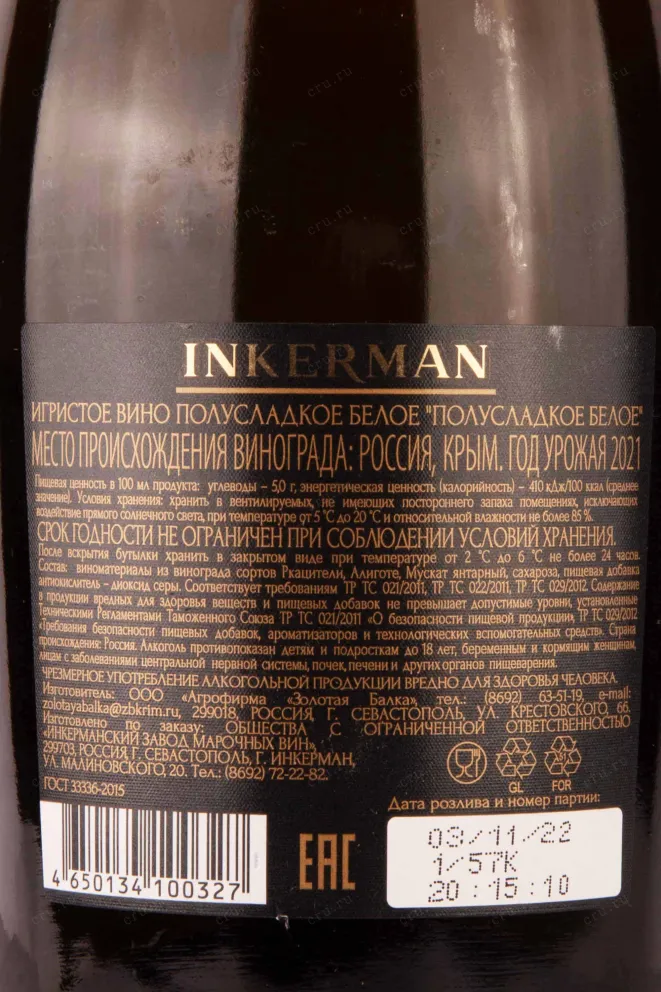 INKERMAN
ИГРИСТОЕ ВИНО ПОЛУСЛАДКОЕ БЕЛОЕ "ПОЛУСЛАДКОЕ БЕЛОЕ"
МЕСТО ПРОИСХОЖДЕНИЯ ВИНОГРАДА: РОССИЯ, КРЫМ. ГОД УРОЖАЯ 2021
Пищевая ценность в 100 мл продукта: углеводы – 5,0 г, энергетическая ценность (калорийность) – 410 кДж/100 ккал (среднее
значение). Условия хранения: хранить в вентилируемых, не имеющих постороннего запаха помещениях, исключающих
воздействие прямого солнечного света, при температуре от 5 °С до 20 °С и относительной влажности не более 85 %.
СРОК ГОДНОСТИ НЕ ОГРАНИЧЕН ПРИ СОБЛЮДЕНИИ УСЛОВИЙ ХРАНЕНИЯ.
После вскрытия бутылки хранить в закрытом виде при температуре от 2 °С до 6 °С не более 24 часов.
Состав: виноматериалы из винограда сортов Ркацители, Алиготе, Мускат янтарный, сахароза, пищевая добавка
антиокислитель – диоксид серы. Соответствует требованиям ТР ТС 021/2011, ТР ТС 022/2011, ТР ТС 029/2012. Содержание
в продукции вредных для здоровья веществ и пищевых добавок не превышает допустимые уровни, установленные
Техническими Регламентами Таможенного Союза ТР ТС 021/2011 «О безопасности пищевой продукции», ТР ТС 029/2012
«Требования безопасности пищевых добавок, ароматизаторов и технологических вспомогательных средств». Страна
происхождения: Россия. Алкоголь противопоказан детям и подросткам до 18 лет, беременным и кормящим женщинам,
лицам с заболеваниями центральной нервной системы, почек, печени и других органов пищеварения.
ЧРЕЗМЕРНОЕ УПОТРЕБЛЕНИЕ АЛКОГОЛЬНОЙ ПРОДУКЦИИ ВРЕДНО ДЛЯ ЗДОРОВЬЯ ЧЕЛОВЕКА.
Изготовитель: ООО «Агрофирма «Золотая Балка», тел.: (8692) 63-51-19, e-mail:
zolotayabalka@zbkrim.ru, 299018, РОССИЯ, Г. СЕВАСТОПОЛЬ, УЛ. КРЕСТОВСКОГО, 66.
Изготовлено по заказу: ОБЩЕСТВА С ОГРАНИЧЕННОЙ ОТВЕТСТВЕННОСТЬЮ
«ИНКЕРМАНСКИЙ ЗАВОД МАРОЧНЫХ ВИН»,
299703, РОССИЯ, Г. СЕВАСТОПОЛЬ, Г. ИНКЕРМАН,
УЛ. МАЛИНОВСКОГО, 20. Тел.: (8692) 72-22-82.
ГОСТ 33336-2015
GL
FOR
Дата розлива и номер партии:
03/11/22
1/57К
20:15:10
4 650134 100327
ЕАС
cru.ru